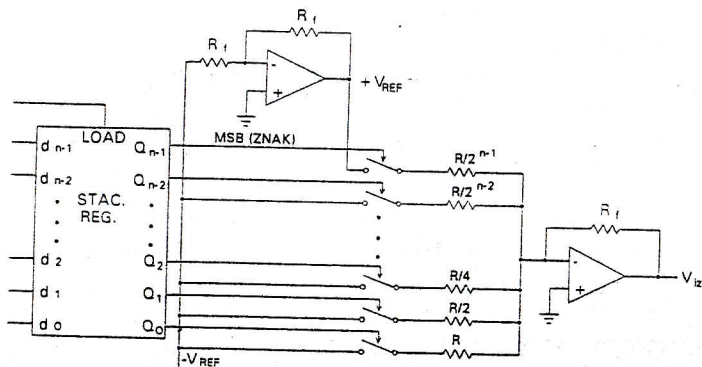 R f
R f
+ V REF
LOAD
MSB (ZNAK)
d n-1
Q n-1
R/2 n-1
d n-2
Q n-2
R/2 n-2
STAC.
REG.
R f
d 2
Q 2
R/4
V iz
d 1
Q 1
R/2
d 0
Q 0
R
-V REF
- +
- +